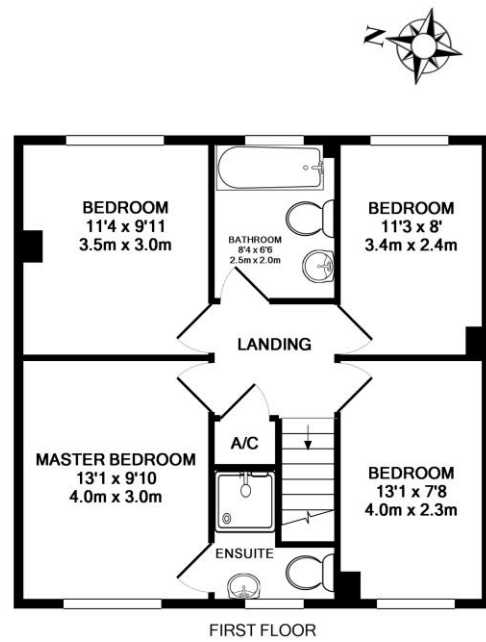 N
BEDROOM
11'4 x 9'11
3.5m x 3.0m
BATHROOM
8'4 x 6'6
2.5m x 2.0m
BEDROOM
11'3 x 8'
3.4m x 2.4m
LANDING
A/C
MASTER BEDROOM
13'1 x 9'10
4.0m x 3.0m
ENSUITE
BEDROOM
13'1 x 7'8
4.0m x 2.3m
FIRST FLOOR